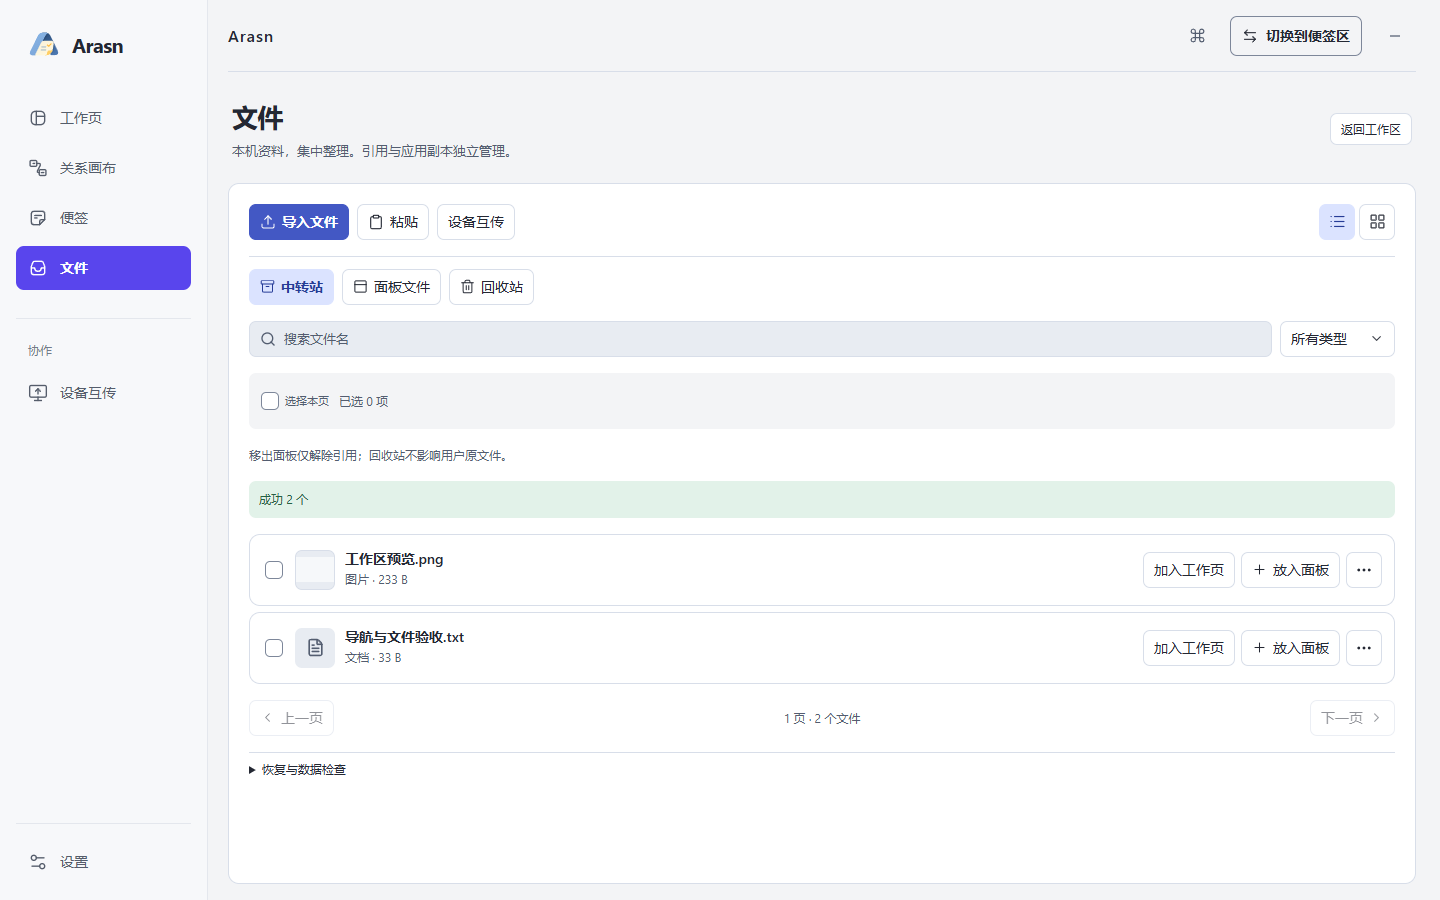 Arasn
工作页
关系画布
便签
文件
协作
设备互传
设置
Arasn
切换到便签区
文件
本机资料，集中整理。引用与应用副本独立管理。
返回工作区
导入文件
粘贴
设备互传
中转站
面板文件
回收站
搜索文件名
所有类型
选择本页 已选 0 项
移出面板仅解除引用；回收站不影响用户原文件。
成功 2 个
工作区预览.png
图片 · 233 B
加入工作页
放入面板
导航与文件验收.txt
文档 · 33 B
加入工作页
放入面板
上一页
1 页 · 2 个文件
下一页
恢复与数据检查